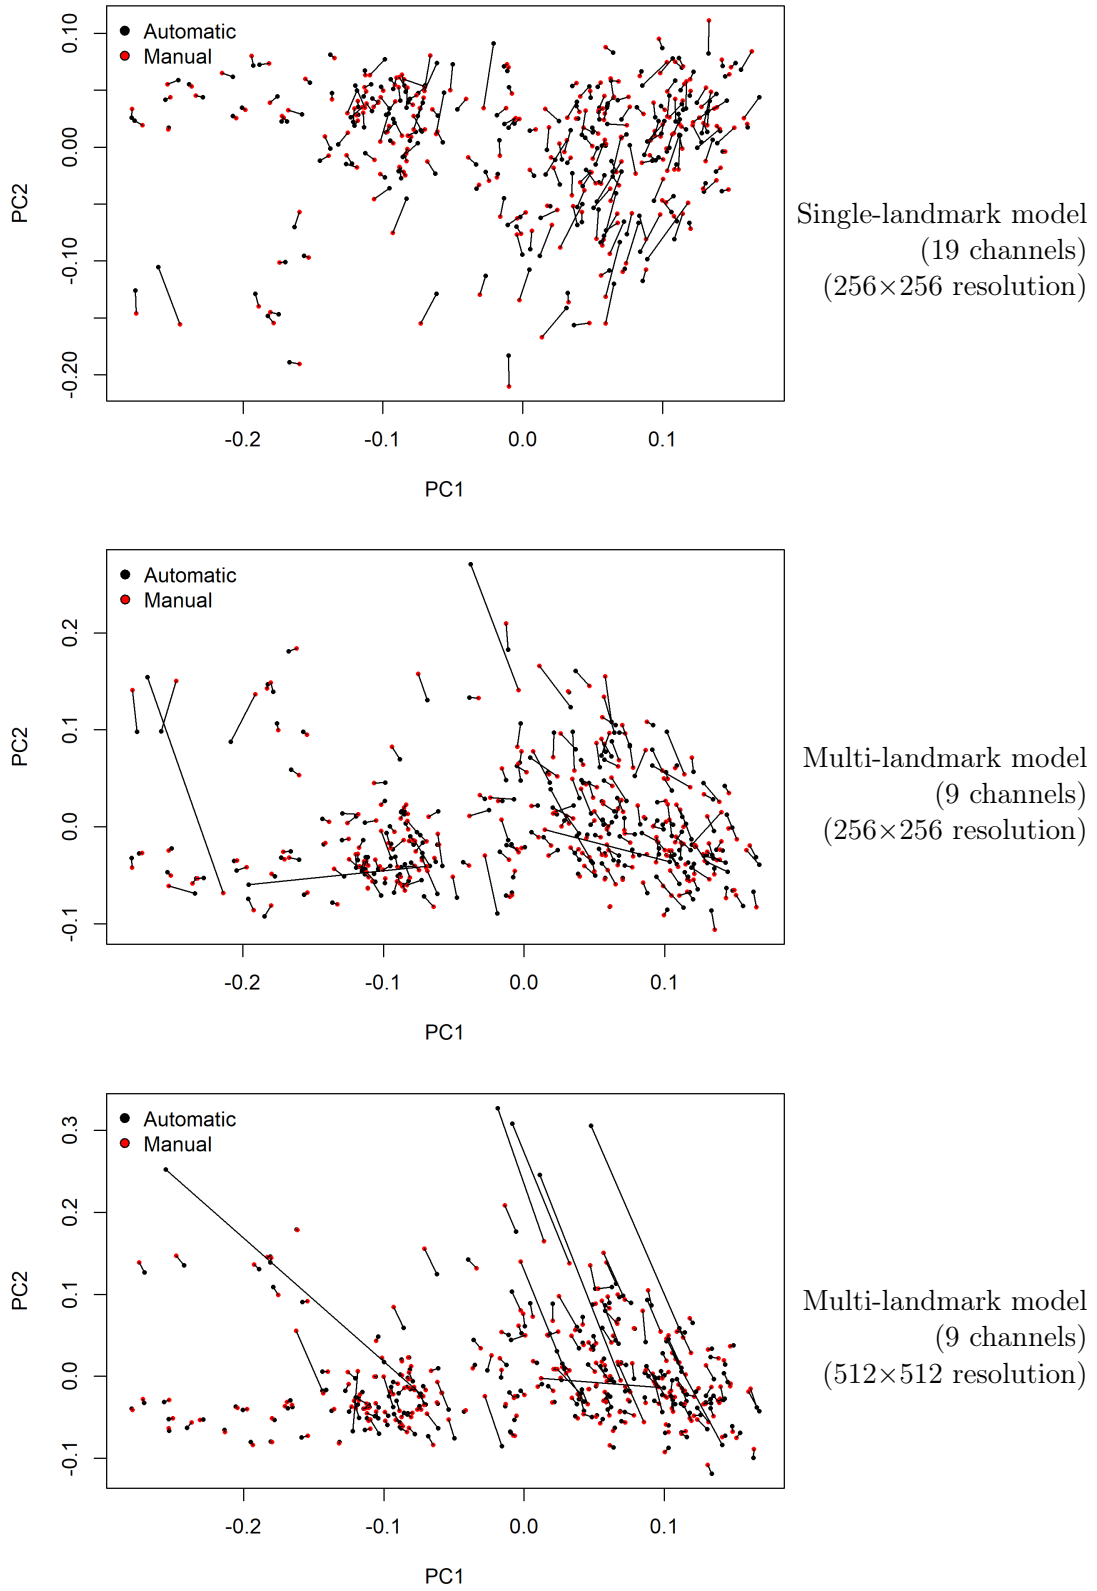 Automatic
Manual
0.10
0.00
-0.10
-0.20
PC2
-0.2 -0.1 0.0 0.1
PC1
Single-landmark model
(19 channels)
(256×256 resolution)
Automatic
Manual
0.2
0.1
0.0
-0.1
PC2
-0.2 -0.1 0.0 0.1
PC1
Multi-landmark model
(9 channels)
(256×256 resolution)
Automatic
Manual
0.3
0.2
0.1
0.0
-0.1
PC2
-0.2 -0.1 0.0 0.1
PC1
Multi-landmark model
(9 channels)
(512×512 resolution)